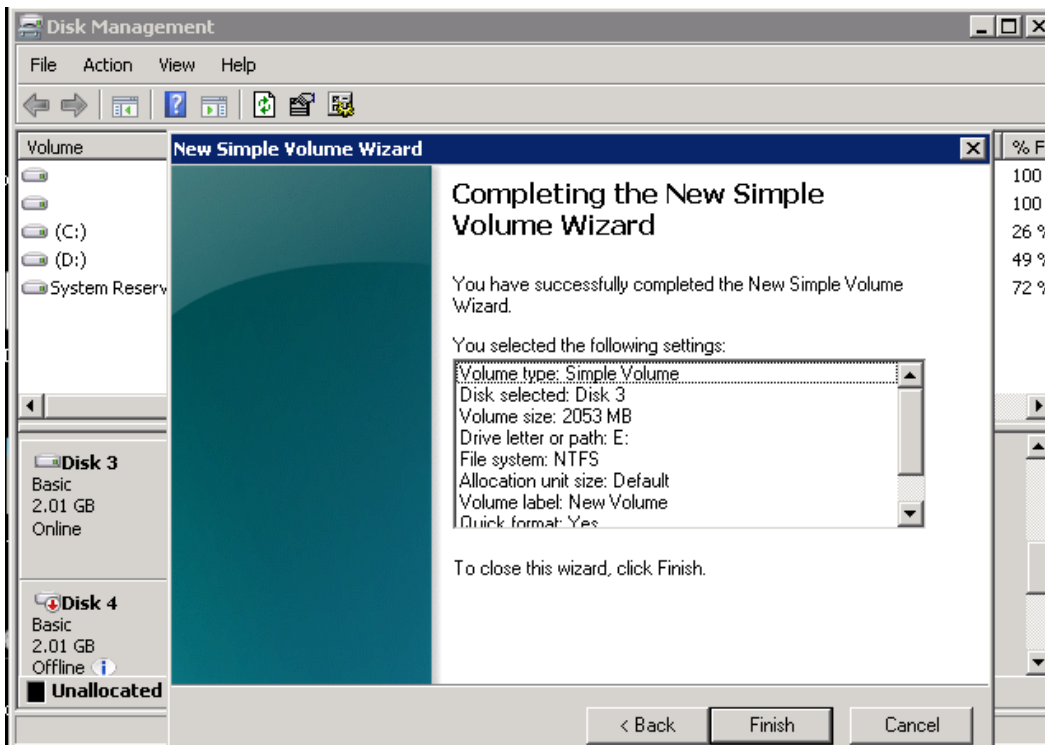 Disk Management
File Action View Help
Volume
% F
100
100
(C:)
26 %
(D:)
49 %
System Reserv
72 %
New Simple Volume Wizard
Completing the New Simple
Volume Wizard
You have successfully completed the New Simple Volume
Wizard.
You selected the following settings:
Volume type: Simple Volume
Disk selected: Disk 3
Volume size: 2053 MB
Drive letter or path: E:
File system: NTFS
Allocation unit size: Default
Volume label: New Volume
Quick format: Yes
To close this wizard, click Finish.
< Back Finish Cancel
Disk 3
Basic
2.01 GB
Online
Disk 4
Basic
2.01 GB
Offline
Unallocated